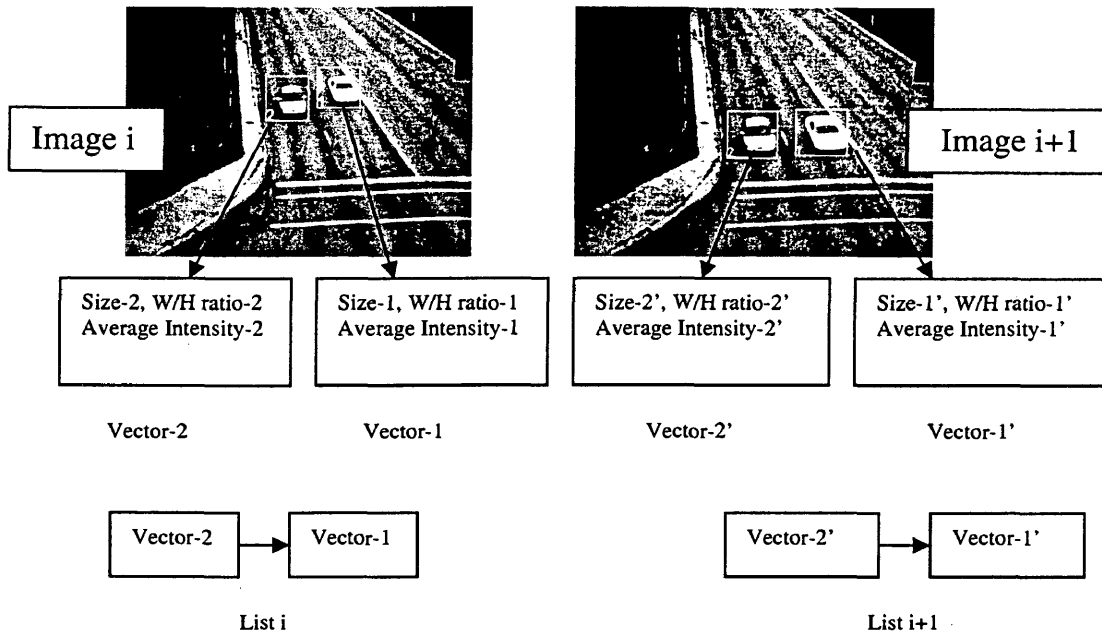 Image i
Image i+1
Size-2, W/H ratio-2
Average Intensity-2
Size-1, W/H ratio-1
Average Intensity-1
Size-2’, W/H ratio-2’
Average Intensity-2’
Size-1’, W/H ratio-1’
Average Intensity-1’
Vector-2
Vector-1
Vector-2’
Vector-1’
Vector-2
Vector-1
Vector-2’
Vector-1’
List i
List i+1